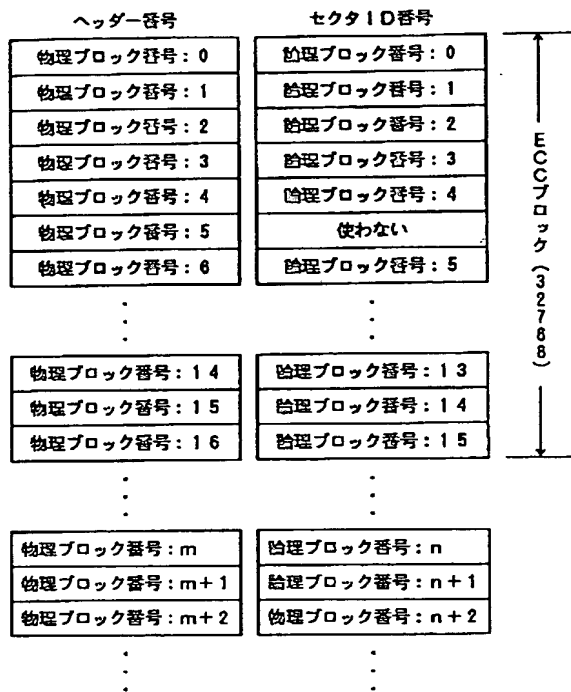 ヘッダー番号 セクタID番号
物理ブロック番号:0 論理ブロック番号:0
物理ブロック番号:1 論理ブロック番号:1
物理ブロック番号:2 論理ブロック番号:2
物理ブロック番号:3 論理ブロック番号:3
物理ブロック番号:4 論理ブロック番号:4
物理ブロック番号:5 使わない
物理ブロック番号:6 論理ブロック番号:5
物理ブロック番号:14 論理ブロック番号:13
物理ブロック番号:15 論理ブロック番号:14
物理ブロック番号:16 論理ブロック番号:15
物理ブロック番号:m 論理ブロック番号:n
物理ブロック番号:m+1 論理ブロック番号:n+1
物理ブロック番号:m+2 物理ブロック番号:n+2
ECCブロック(32768)